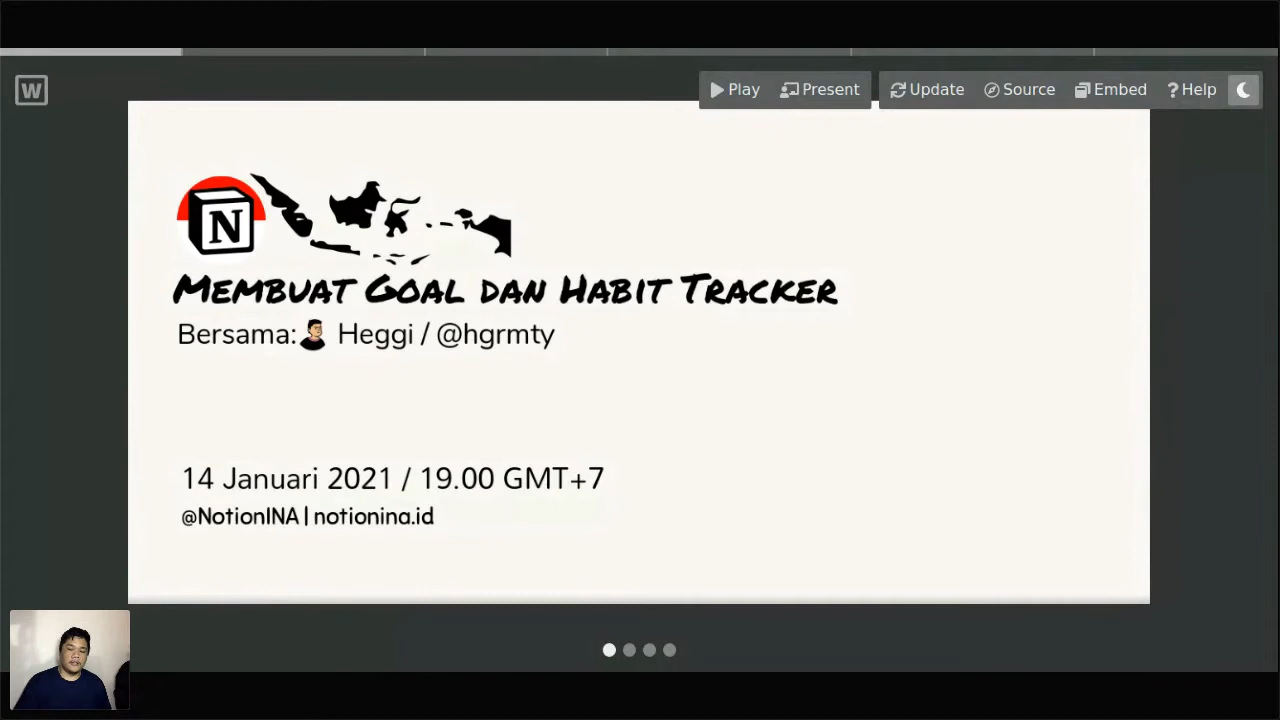 W
Play Present Update Source Embed Help
N
Membuat Goal dan Habit Tracker
Bersama: Heggi / @hgrmty
14 Januari 2021 / 19.00 GMT+7
@NotionINA | notionina.id